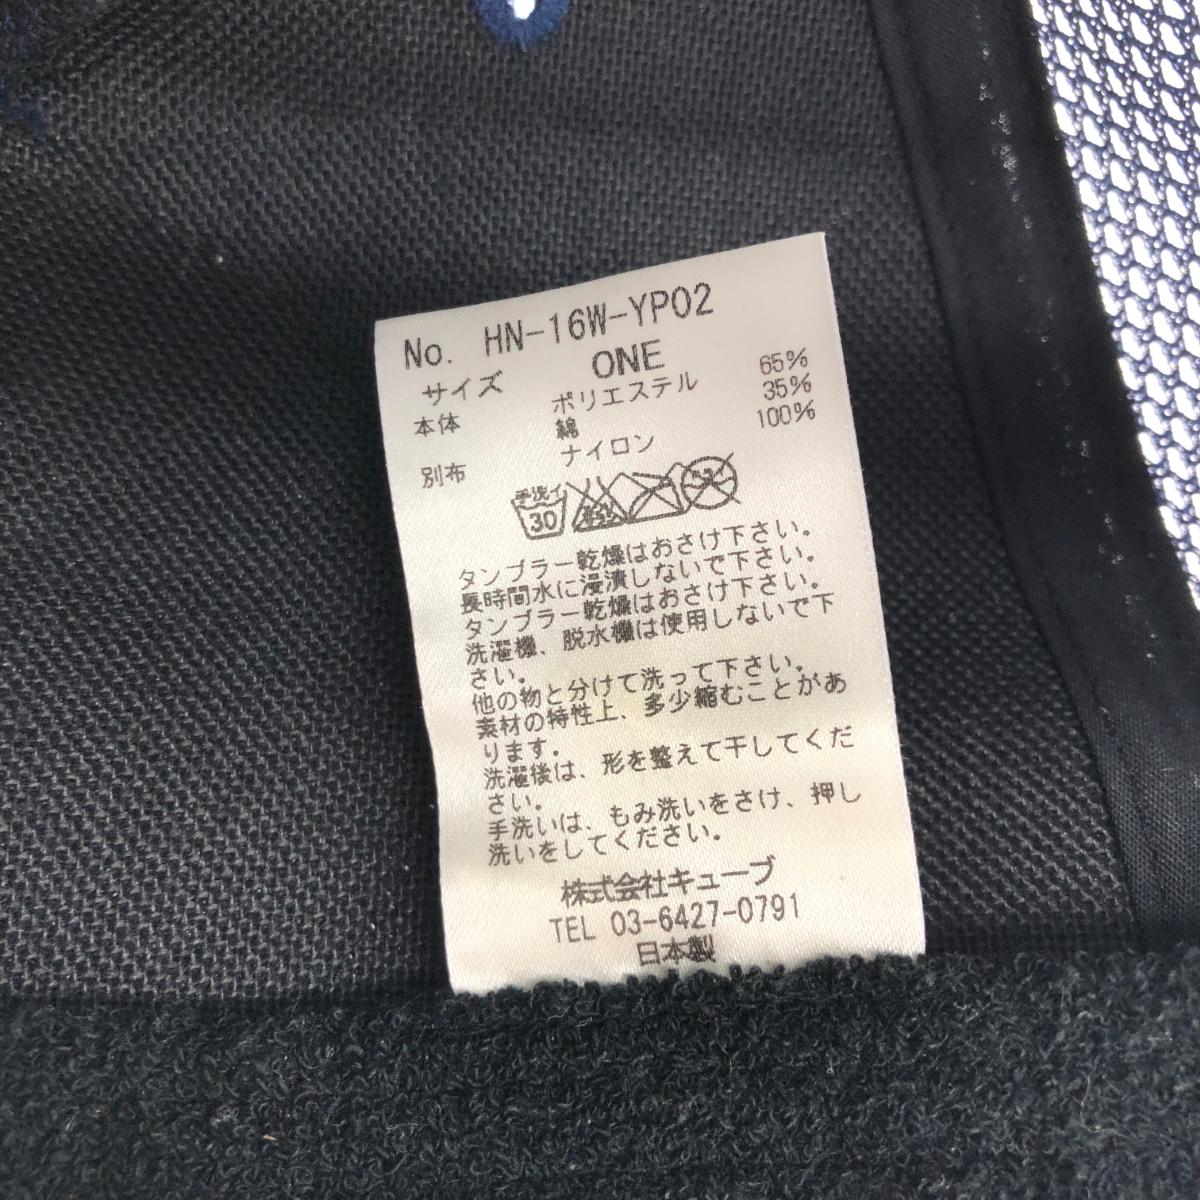 No. HN-16W-YP02
サイズ ONE
本体 ポリエステル 65%
綿 35%
別布 ナイロン 100%
手洗イ
30
タンブラー乾燥はおさけ下さい。
長時間水に浸漬しないで下さい。
タンブラー乾燥はおさけ下さい。
洗濯機、脱水機は使用しないで下
さい。
他の物と分けて洗って下さい。
素材の特性上、多少縮むことがあ
ります。
洗濯後は、形を整えて干してくだ
さい。
手洗いは、もみ洗いをさけ、押し
洗いをしてください。
株式会社キューブ
TEL 03-6427-0791
日本製